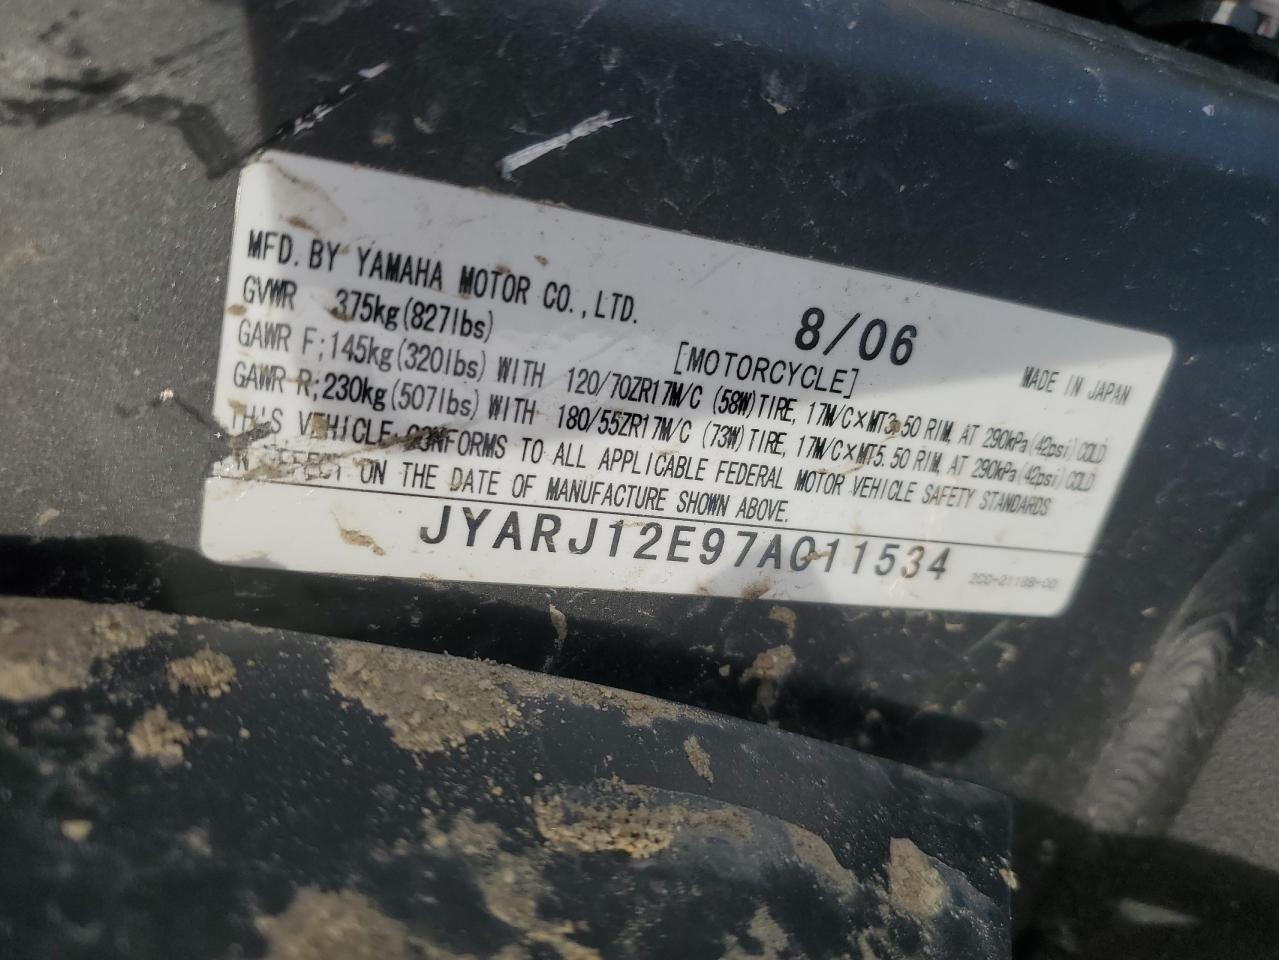 MFD. BY YAMAHA MOTOR CO., LTD.
8/06
GVWR 375kg(827lbs)
[MOTORCYCLE]
MADE IN JAPAN
GAWR F;145kg(320lbs) WITH 120/70ZR17M/C (58W)TIRE, 17M/C×MT3.50 RIM, AT 290kPa(42psi)COLD
GAWR R;230kg(507lbs) WITH 180/55ZR17M/C (73W)TIRE, 17M/C×MT5.50 RIM, AT 290kPa(42psi)COLD
THIS VEHICLE CONFORMS TO ALL APPLICABLE FEDERAL MOTOR VEHICLE SAFETY STANDARDS
IN EFFECT ON THE DATE OF MANUFACTURE SHOWN ABOVE.
JYARJ12E97A011534